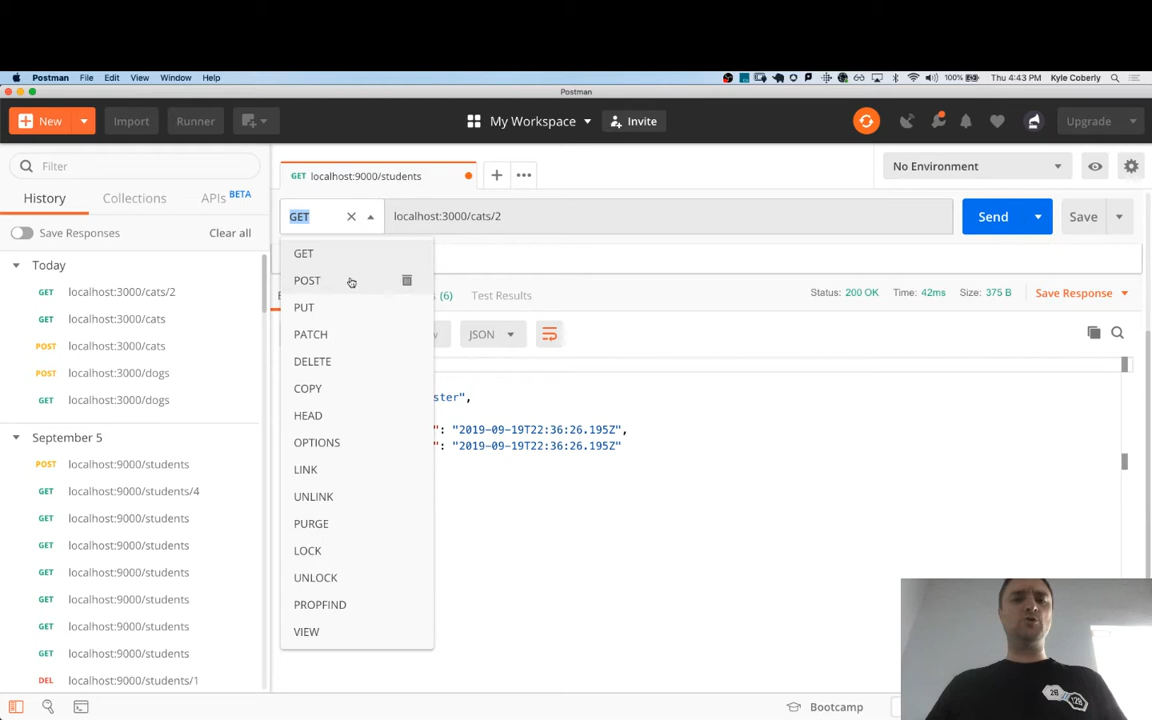 Postman File Edit View Window Help
100% Thu 4:43 PM Kyle Coberly
Postman
New Import Runner My Workspace Invite Upgrade
Filter
History Collections APIs BETA
Save Responses Clear all
Today
GET localhost:3000/cats/2
GET localhost:3000/cats
POST localhost:3000/cats
POST localhost:3000/dogs
GET localhost:3000/dogs
September 5
POST localhost:9000/students
GET localhost:9000/students/4
GET localhost:9000/students
GET localhost:9000/students
GET localhost:9000/students
GET localhost:9000/students
GET localhost:9000/students
GET localhost:9000/students
DEL localhost:9000/students/1
GET localhost:9000/students
No Environment
GET localhost:3000/cats/2 Send Save
GET
POST
PUT
PATCH
DELETE
COPY
HEAD
OPTIONS
LINK
UNLINK
PURGE
LOCK
UNLOCK
PROPFIND
VIEW
(6) Test Results Status: 200 OK Time: 42ms Size: 375 B Save Response
JSON
ster",
": "2019-09-19T22:36:26.195Z",
": "2019-09-19T22:36:26.195Z"
Bootcamp